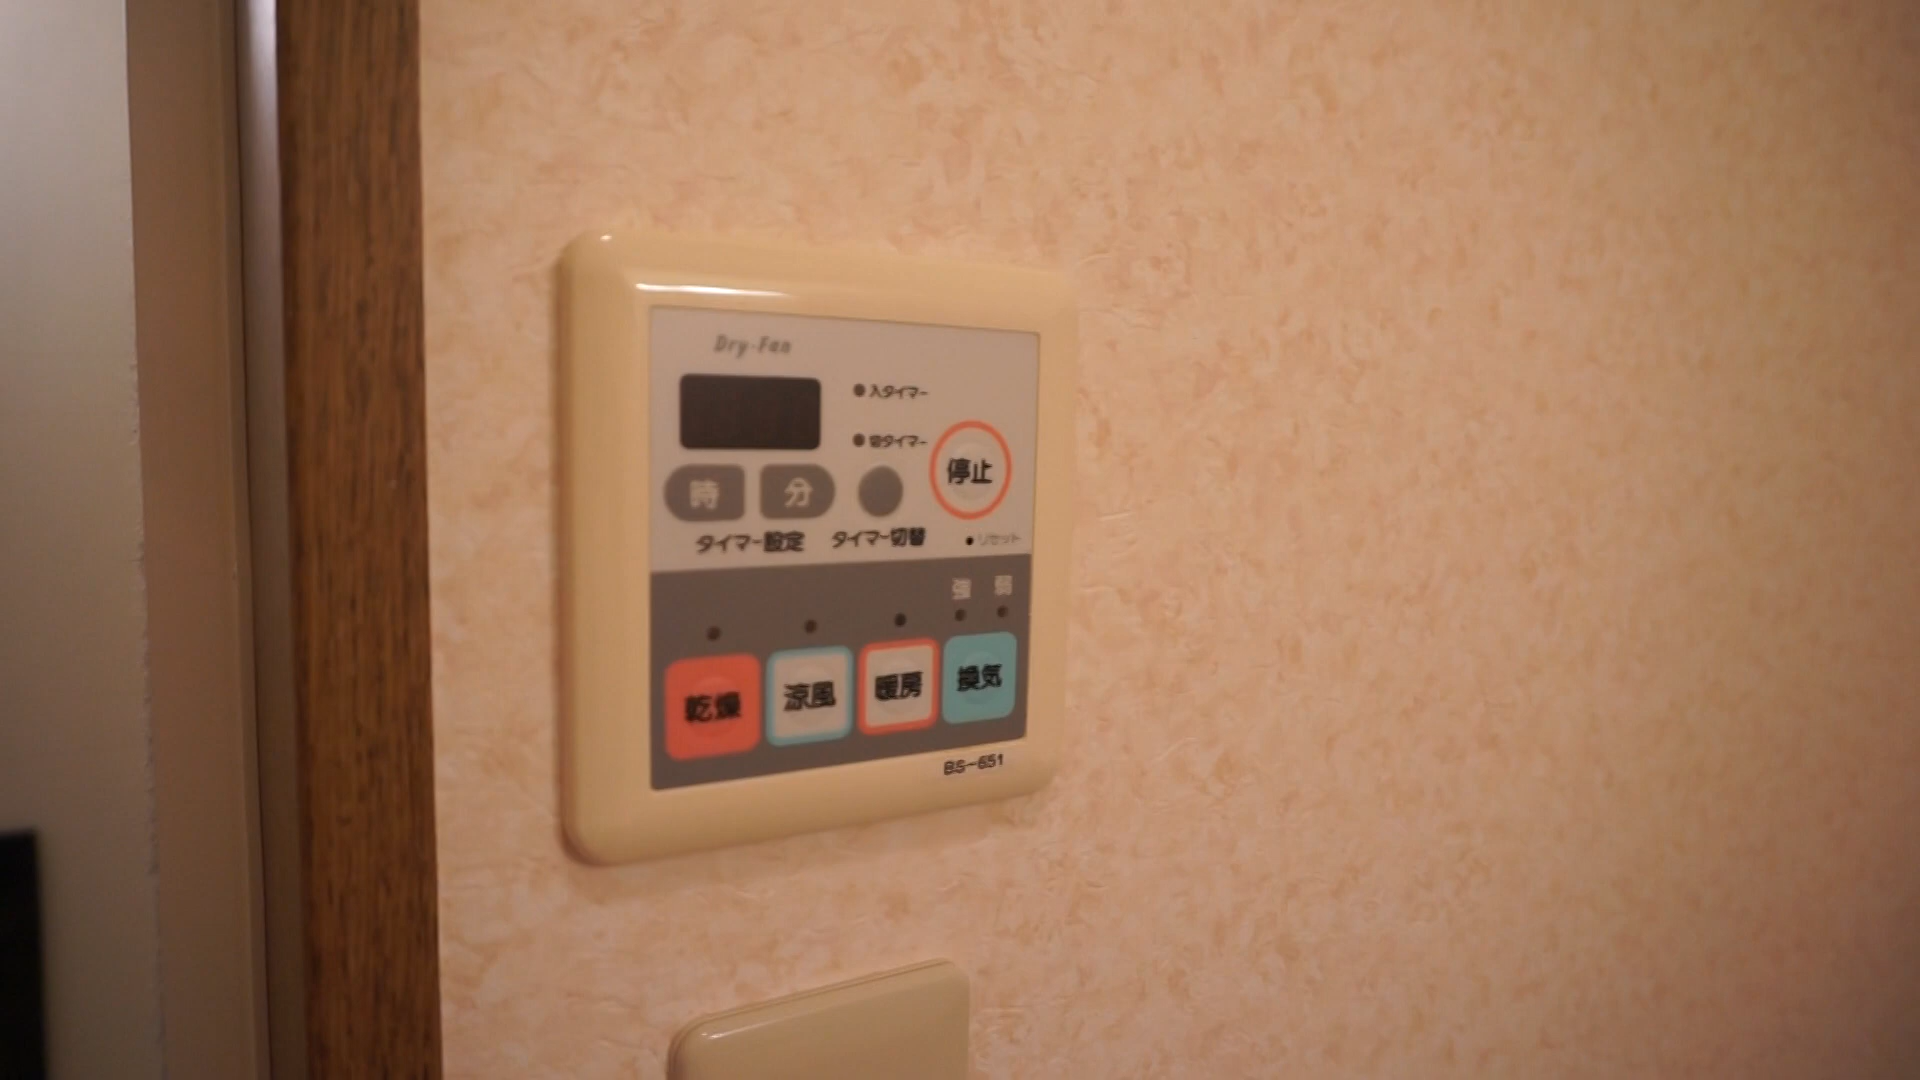 Dry-Fan
入タイマー
切タイマー
時 分
停止
タイマー設定 タイマー切替
リセット
強 弱
乾燥 涼風 暖房 換気
BS-651